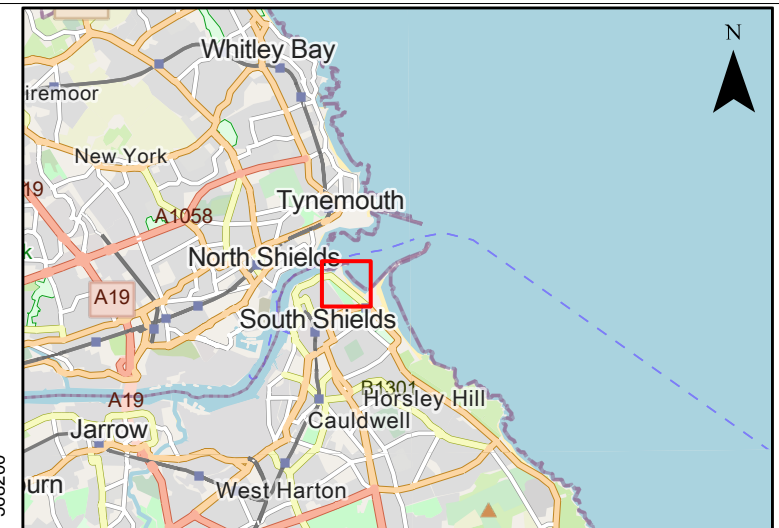 Whitley Bay
N
iremoor
New York
19
Tynemouth
A1058
North Shields
A19
South Shields
B1301
Horsley Hill
A19
Cauldwell
Jarrow
urn
West Harton